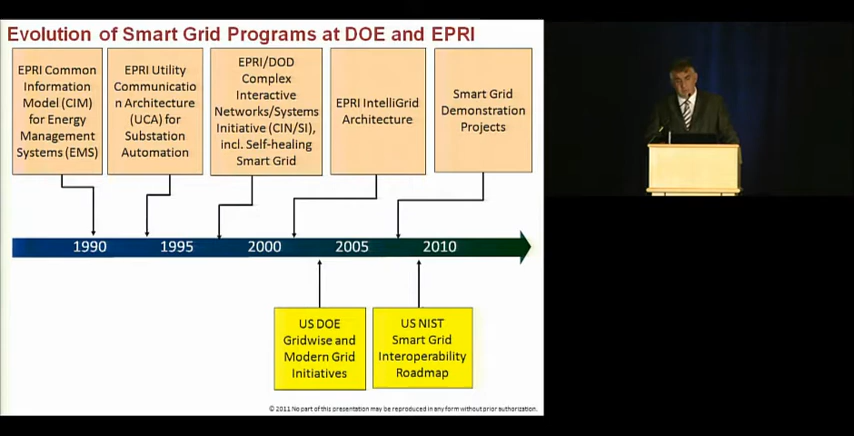 Evolution of Smart Grid Programs at DOE and EPRI
EPRI Common
Information
Model (CIM)
for Energy
Management
Systems (EMS)
EPRI Utility
Communicatio
n Architecture
(UCA) for
Substation
Automation
EPRI/DOD
Complex
Interactive
Networks/Systems
Initiative (CIN/SI),
incl. Self-healing
Smart Grid
EPRI IntelliGrid
Architecture
Smart Grid
Demonstration
Projects
1990 1995 2000 2005 2010
US DOE
Gridwise and
Modern Grid
Initiatives
US NIST
Smart Grid
Interoperability
Roadmap
© 2011 No part of this presentation may be reproduced in any form without prior authorization.